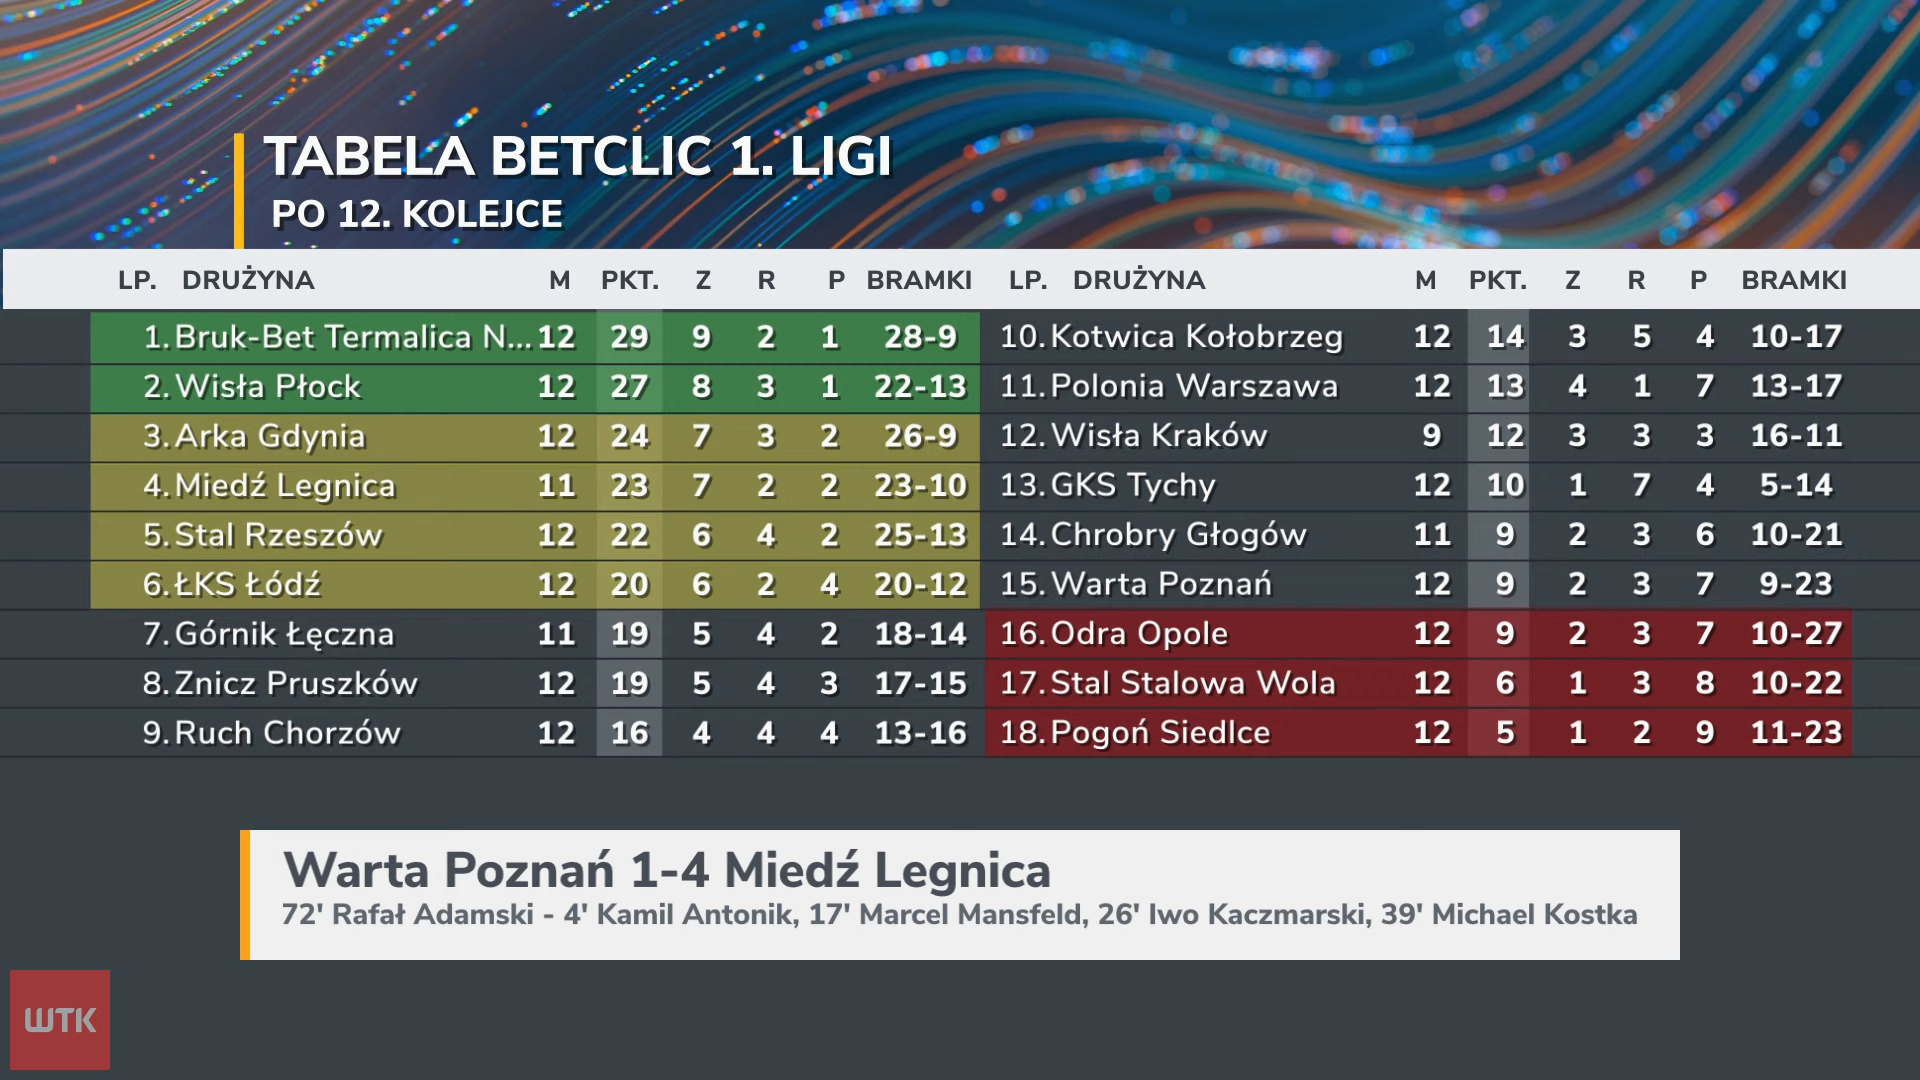 TABELA BETCLIC 1. LIGI
PO 12. KOLEJCE
LP. DRUŻYNA M PKT. Z R P BRAMKI LP. DRUŻYNA M PKT. Z R P BRAMKI
1. Bruk-Bet Termalica N... 12 29 9 2 1 28-9 10. Kotwica Kołobrzeg 12 14 3 5 4 10-17
2. Wisła Płock 12 27 8 3 1 22-13 11. Polonia Warszawa 12 13 4 1 7 13-17
3. Arka Gdynia 12 24 7 3 2 26-9 12. Wisła Kraków 9 12 3 3 3 16-11
4. Miedź Legnica 11 23 7 2 2 23-10 13. GKS Tychy 12 10 1 7 4 5-14
5. Stal Rzeszów 12 22 6 4 2 25-13 14. Chrobry Głogów 11 9 2 3 6 10-21
6. ŁKS Łódź 12 20 6 2 4 20-12 15. Warta Poznań 12 9 2 3 7 9-23
7. Górnik Łęczna 11 19 5 4 2 18-14 16. Odra Opole 12 9 2 3 7 10-27
8. Znicz Pruszków 12 19 5 4 3 17-15 17. Stal Stalowa Wola 12 6 1 3 8 10-22
9. Ruch Chorzów 12 16 4 4 4 13-16 18. Pogoń Siedlce 12 5 1 2 9 11-23
Warta Poznań 1-4 Miedź Legnica
72' Rafał Adamski - 4' Kamil Antonik, 17' Marcel Mansfeld, 26' Iwo Kaczmarski, 39' Michael Kostka
WTK